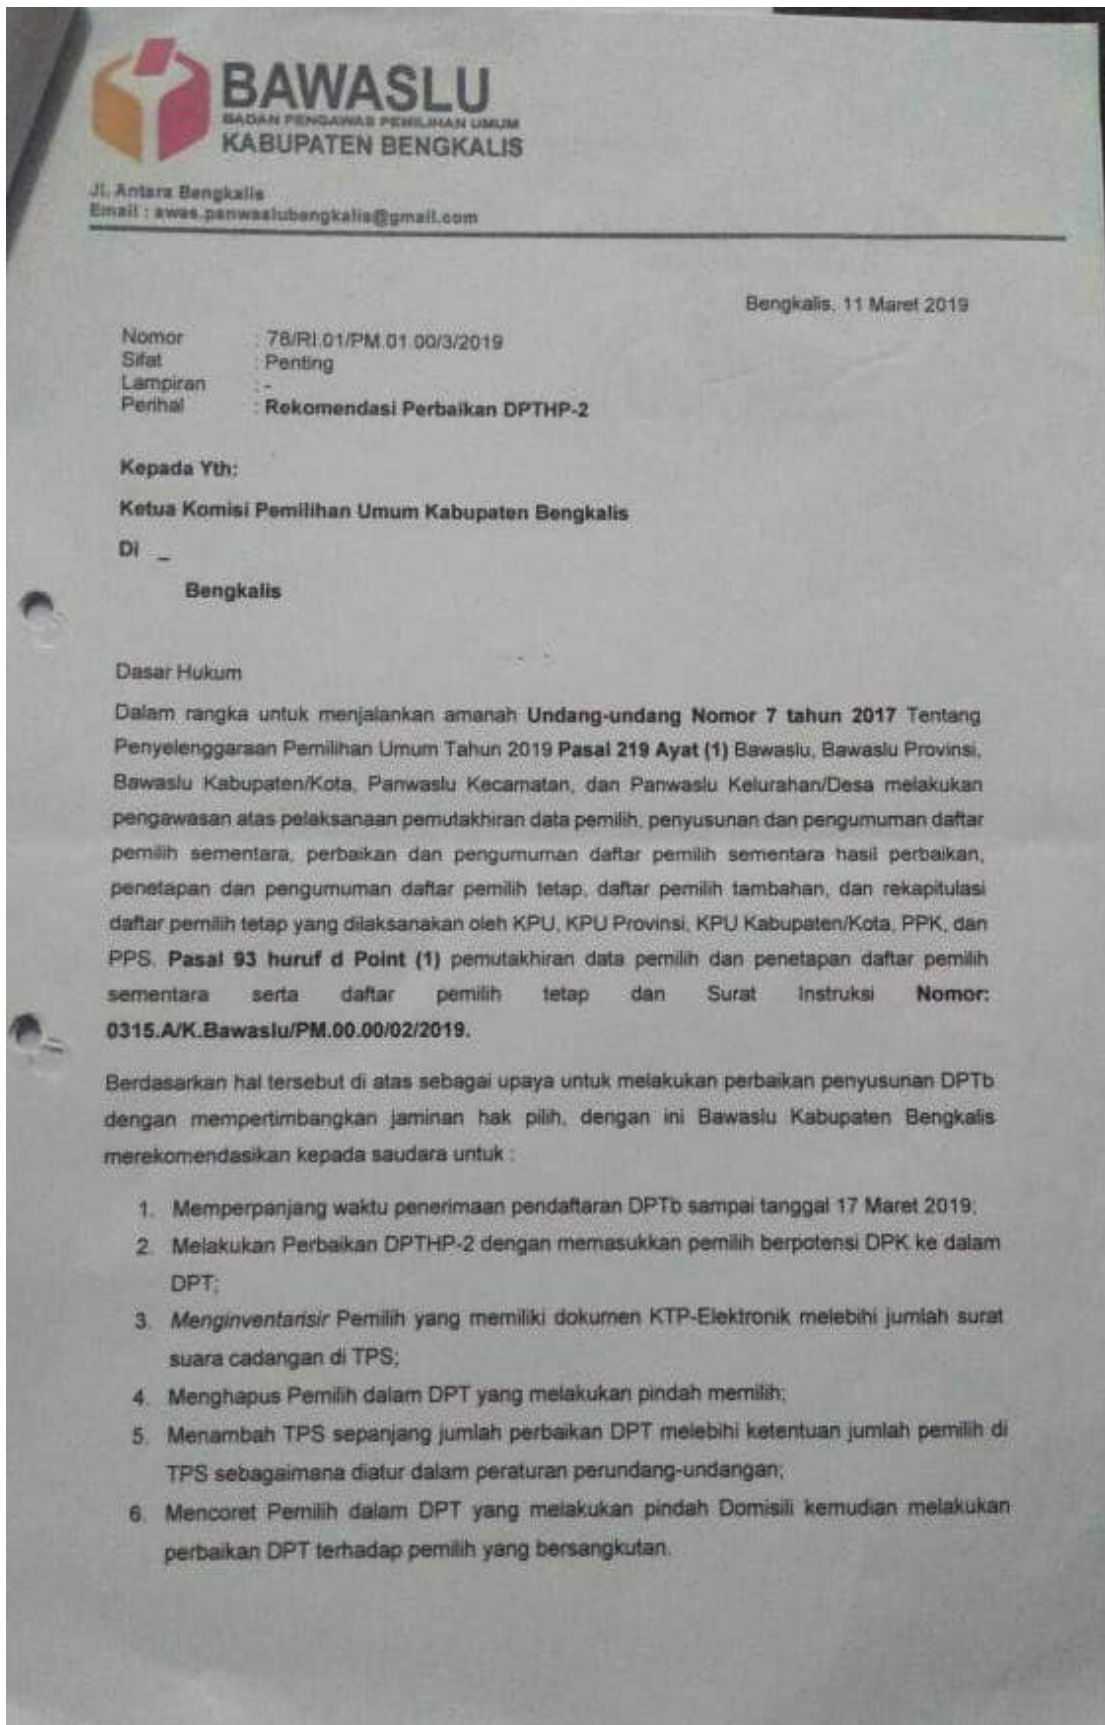 BAWASLU
BADAN PENGAWAS PEMILIHAN UMUM
KABUPATEN BENGKALIS
Jl. Antara Bengkalis
Email : awas.panwaslubengkalis@gmail.com
Bengkalis, 11 Maret 2019
Nomor : 78/RI.01/PM.01.00/3/2019
Sifat : Penting
Lampiran : -
Perihal : Rekomendasi Perbaikan DPTHP-2
Kepada Yth:
Ketua Komisi Pemilihan Umum Kabupaten Bengkalis
Di _
Bengkalis
Dasar Hukum
Dalam rangka untuk menjalankan amanah Undang-undang Nomor 7 tahun 2017 Tentang
Penyelenggaraan Pemilihan Umum Tahun 2019 Pasal 219 Ayat (1) Bawaslu, Bawaslu Provinsi,
Bawaslu Kabupaten/Kota, Panwaslu Kecamatan, dan Panwaslu Kelurahan/Desa melakukan
pengawasan atas pelaksanaan pemutakhiran data pemilih, penyusunan dan pengumuman daftar
pemilih sementara, perbaikan dan pengumuman daftar pemilih sementara hasil perbaikan,
penetapan dan pengumuman daftar pemilih tetap, daftar pemilih tambahan, dan rekapitulasi
daftar pemilih tetap yang dilaksanakan oleh KPU, KPU Provinsi, KPU Kabupaten/Kota, PPK, dan
PPS. Pasal 93 huruf d Point (1) pemutakhiran data pemilih dan penetapan daftar pemilih
sementara serta daftar pemilih tetap dan Surat Instruksi Nomor:
0315.A/K.Bawaslu/PM.00.00/02/2019.
Berdasarkan hal tersebut di atas sebagai upaya untuk melakukan perbaikan penyusunan DPTb
dengan mempertimbangkan jaminan hak pilih, dengan ini Bawaslu Kabupaten Bengkalis
merekomendasikan kepada saudara untuk :
1. Memperpanjang waktu penerimaan pendaftaran DPTb sampai tanggal 17 Maret 2019;
2. Melakukan Perbaikan DPTHP-2 dengan memasukkan pemilih berpotensi DPK ke dalam
DPT;
3. Menginventarisir Pemilih yang memiliki dokumen KTP-Elektronik melebihi jumlah surat
suara cadangan di TPS;
4. Menghapus Pemilih dalam DPT yang melakukan pindah memilih;
5. Menambah TPS sepanjang jumlah perbaikan DPT melebihi ketentuan jumlah pemilih di
TPS sebagaimana diatur dalam peraturan perundang-undangan;
6. Mencoret Pemilih dalam DPT yang melakukan pindah Domisili kemudian melakukan
perbaikan DPT terhadap pemilih yang bersangkutan.